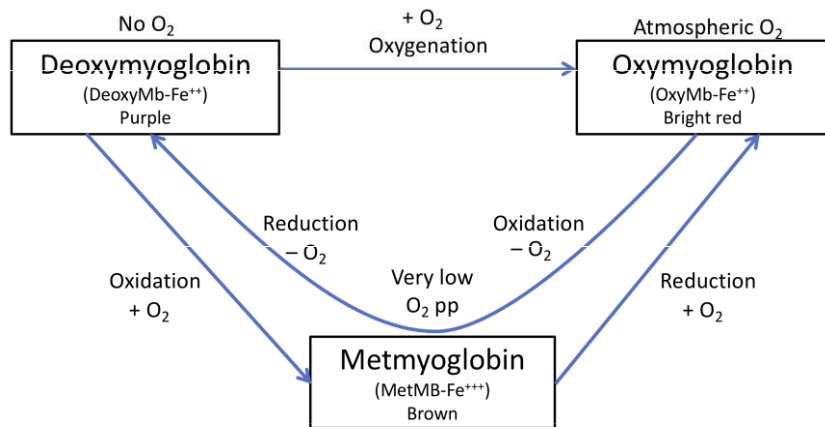 No O₂
Deoxymyoglobin
(DeoxyMb-Fe⁺⁺)
Purple
+ O₂
Oxygenation
Atmospheric O₂
Oxymyoglobin
(OxyMb-Fe⁺⁺)
Bright red
Reduction
– O₂
Oxidation
– O₂
Oxidation
+ O₂
Very low
O₂ pp
Reduction
+ O₂
Metmyoglobin
(MetMB-Fe⁺⁺⁺)
Brown